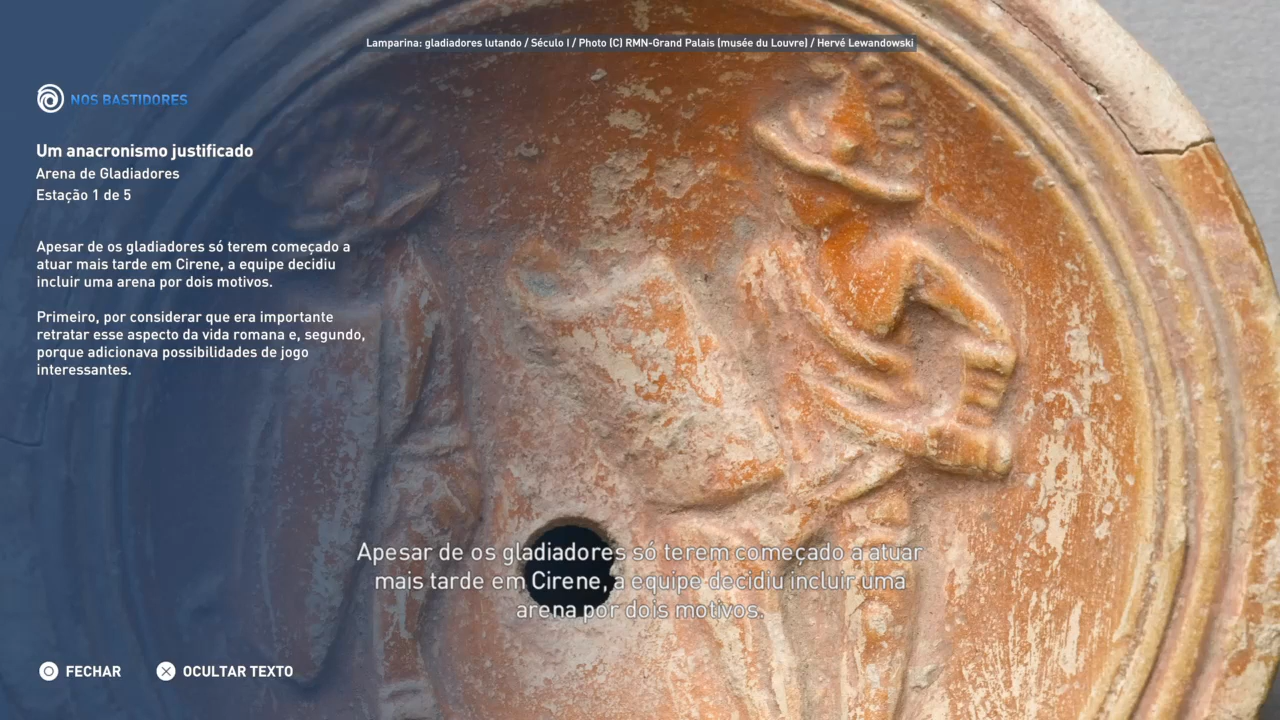 Lamparina: gladiadores lutando / Século I / Photo (C) RMN-Grand Palais (musée du Louvre) / Hervé Lewandowski
NOS BASTIDORES
Um anacronismo justificado
Arena de Gladiadores
Estação 1 de 5
Apesar de os gladiadores só terem começado a
atuar mais tarde em Cirene, a equipe decidiu
incluir uma arena por dois motivos.
Primeiro, por considerar que era importante
retratar esse aspecto da vida romana e, segundo,
porque adicionava possibilidades de jogo
interessantes.
Apesar de os gladiadores só terem começado a atuar
mais tarde em Cirene, a equipe decidiu incluir uma
arena por dois motivos.
FECHAR
OCULTAR TEXTO